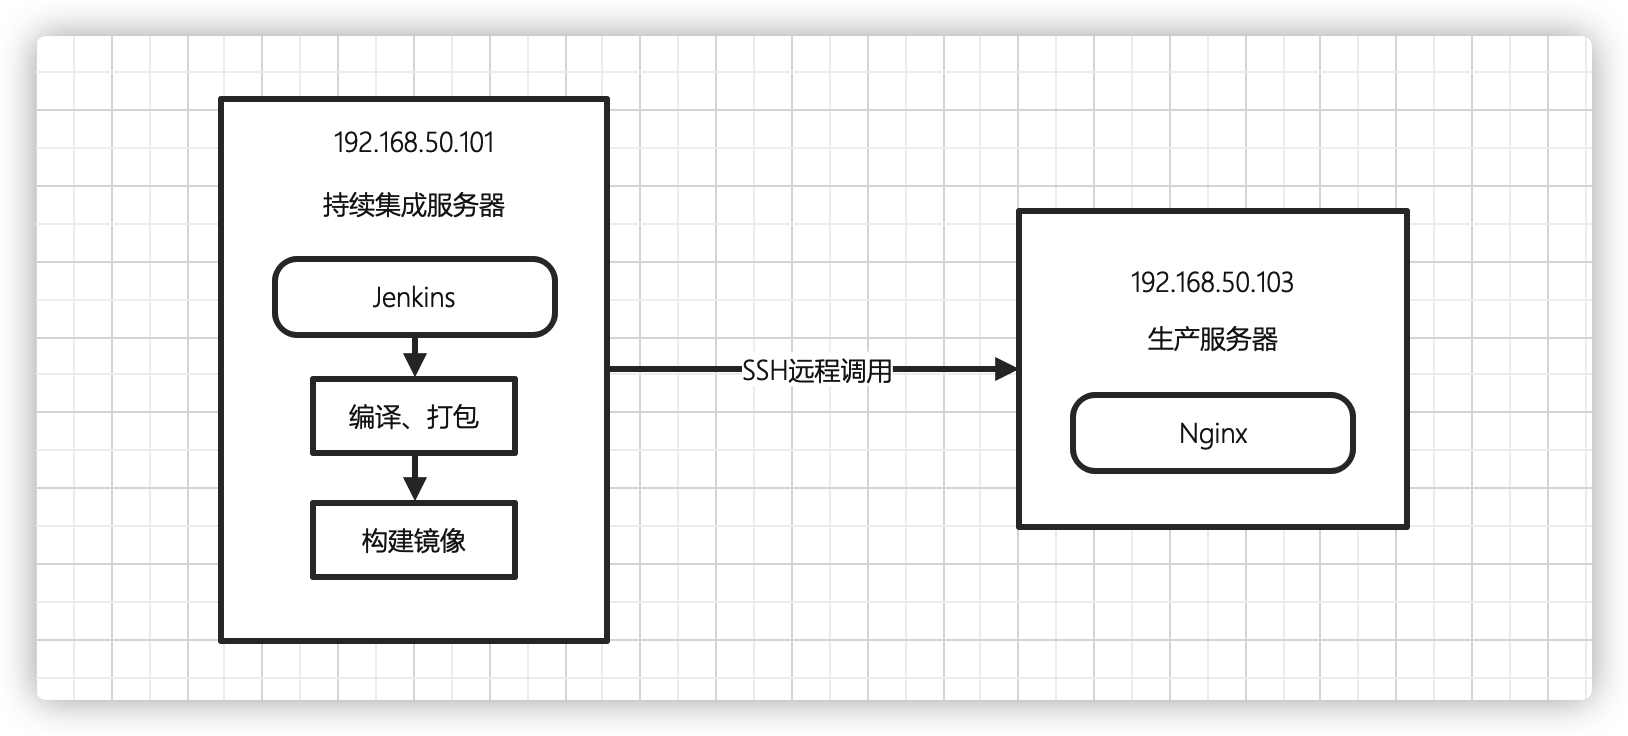 192.168.50.101
持续集成服务器
Jenkins
编译、打包
构建镜像
SSH远程调用
192.168.50.103
生产服务器
Nginx